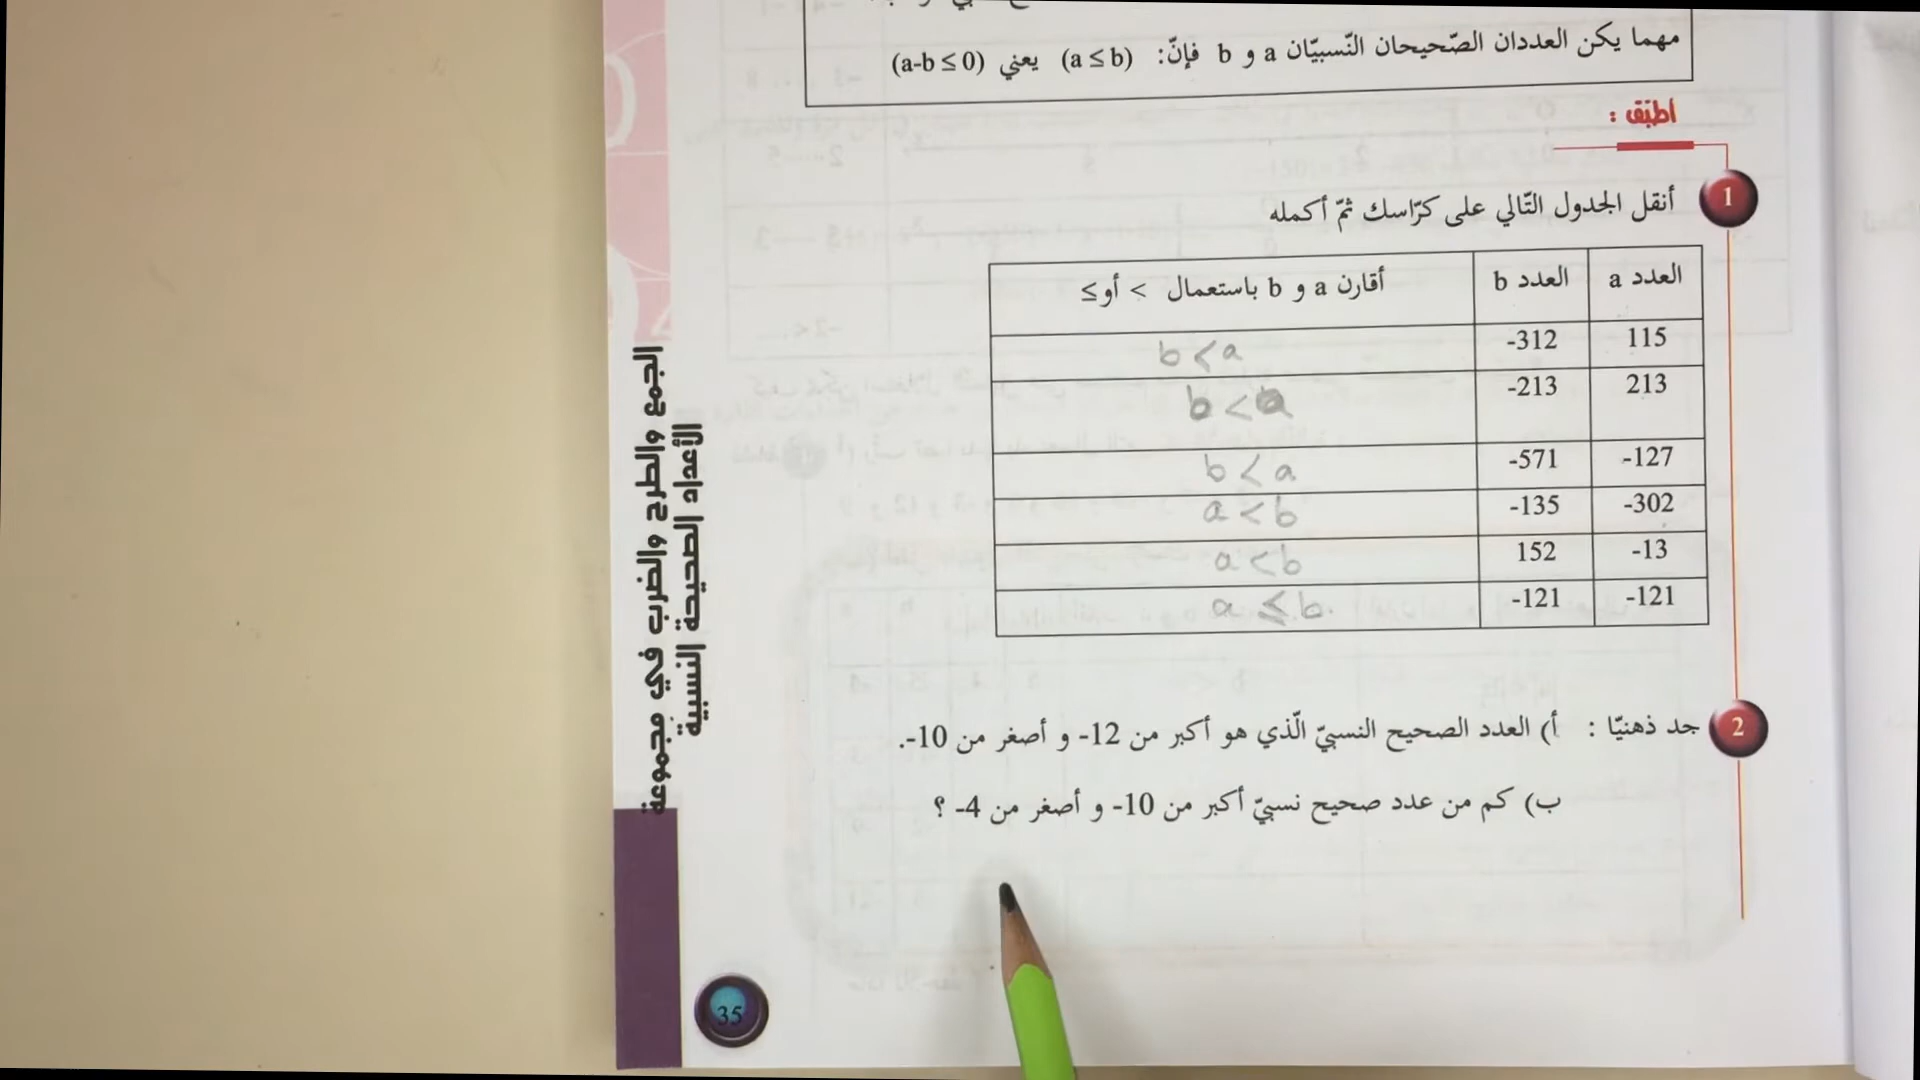 مهما يكن العددان الصّحيحان النّسبيّان a و b فإنّ: (a ≤ b) يعني (a-b ≤ 0)
أطبّق :
1 أنقل الجدول التّالي على كرّاسك ثمّ أكمله
العدد a العدد b أقارن a و b باستعمال < أو ≤
115 -312 b < a
213 -213 b < a
-127 -571 b < a
-302 -135 a < b
-13 152 a < b
-121 -121 a ≤ b
2 جد ذهنيّا : أ) العدد الصحيح النسبيّ الّذي هو أكبر من 12- و أصغر من 10-.
ب) كم من عدد صحيح نسبيّ أكبر من 10- و أصغر من 4- ؟
الجمع والطرح والضرب في مجموعة
الأعداد الصحيحة النسبية
35